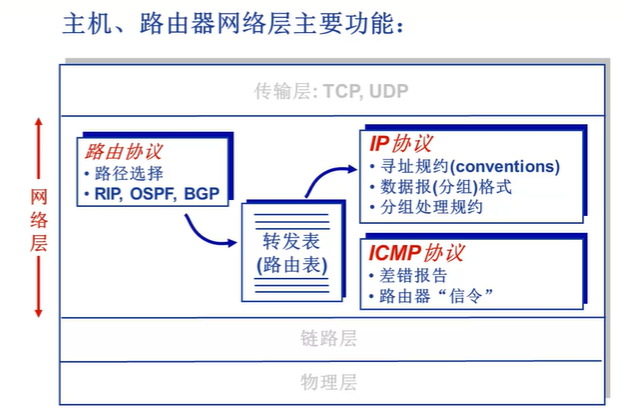 主机、路由器网络层主要功能：
传输层: TCP, UDP
网络层
路由协议
• 路径选择
• RIP, OSPF, BGP
转发表
(路由表)
IP协议
• 寻址规约(conventions)
• 数据报(分组)格式
• 分组处理规约
ICMP协议
• 差错报告
• 路由器“信令”
链路层
物理层